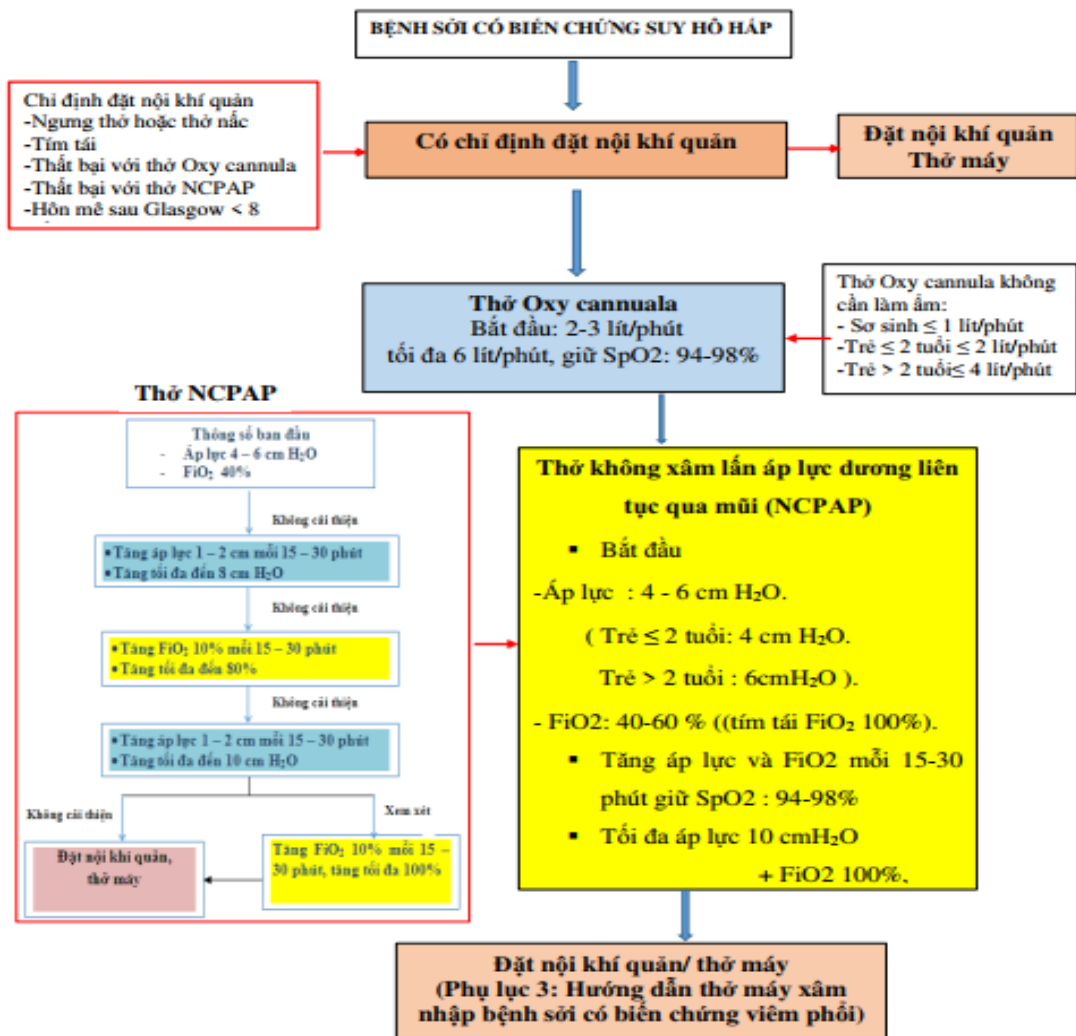 BỆNH SỞI CÓ BIẾN CHỨNG SUY HÔ HẤP
Chỉ định đặt nội khí quản
-Ngưng thở hoặc thở nấc
-Tím tái
-Thất bại với thở Oxy cannula
-Thất bại với thở NCPAP
-Hôn mê sau Glasgow < 8
Có chỉ định đặt nội khí quản
Đặt nội khí quản
Thở máy
Thở Oxy cannuala
Bắt đầu: 2-3 lít/phút
tối đa 6 lít/phút, giữ SpO2: 94-98%
Thở Oxy cannula không
cần làm ẩm:
- Sơ sinh ≤ 1 lít/phút
-Trẻ ≤ 2 tuổi ≤ 2 lít/phút
-Trẻ > 2 tuổi≤ 4 lít/phút
Thở NCPAP
Thông số ban đầu
- Áp lực 4 – 6 cm H₂O
- FiO₂ 40%
Không cải thiện
• Tăng áp lực 1 – 2 cm mỗi 15 – 30 phút
• Tăng tối đa đến 8 cm H₂O
Không cải thiện
• Tăng FiO₂ 10% mỗi 15 – 30 phút
• Tăng tối đa đến 80%
Không cải thiện
• Tăng áp lực 1 – 2 cm mỗi 15 – 30 phút
• Tăng tối đa đến 10 cm H₂O
Không cải thiện
Xem xét
Đặt nội khí quản,
thở máy
Tăng FiO₂ 10% mỗi 15 –
30 phút, tăng tối đa 100%
Thở không xâm lấn áp lực dương liên
tục qua mũi (NCPAP)
▪ Bắt đầu
-Áp lực : 4 - 6 cm H₂O.
( Trẻ ≤ 2 tuổi: 4 cm H₂O.
Trẻ > 2 tuổi : 6cmH₂O ).
- FiO2: 40-60 % ((tím tái FiO₂ 100%).
▪ Tăng áp lực và FiO2 mỗi 15-30
phút giữ SpO2 : 94-98%
▪ Tối đa áp lực 10 cmH₂O
+ FiO2 100%.
Đặt nội khí quản/ thở máy
(Phụ lục 3: Hướng dẫn thở máy xâm
nhập bệnh sởi có biến chứng viêm phổi)